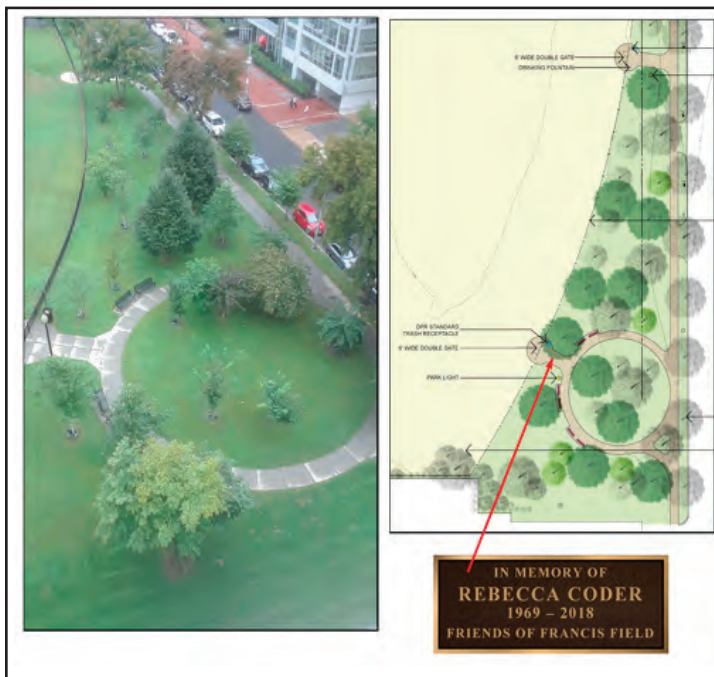 6' WIDE DOUBLE GATE
DRINKING FOUNTAIN
DPR STANDARD
TRASH RECEPTACLE
6' WIDE DOUBLE GATE
PARK LIGHT
IN MEMORY OF
REBECCA CODER
1969 – 2018
FRIENDS OF FRANCIS FIELD